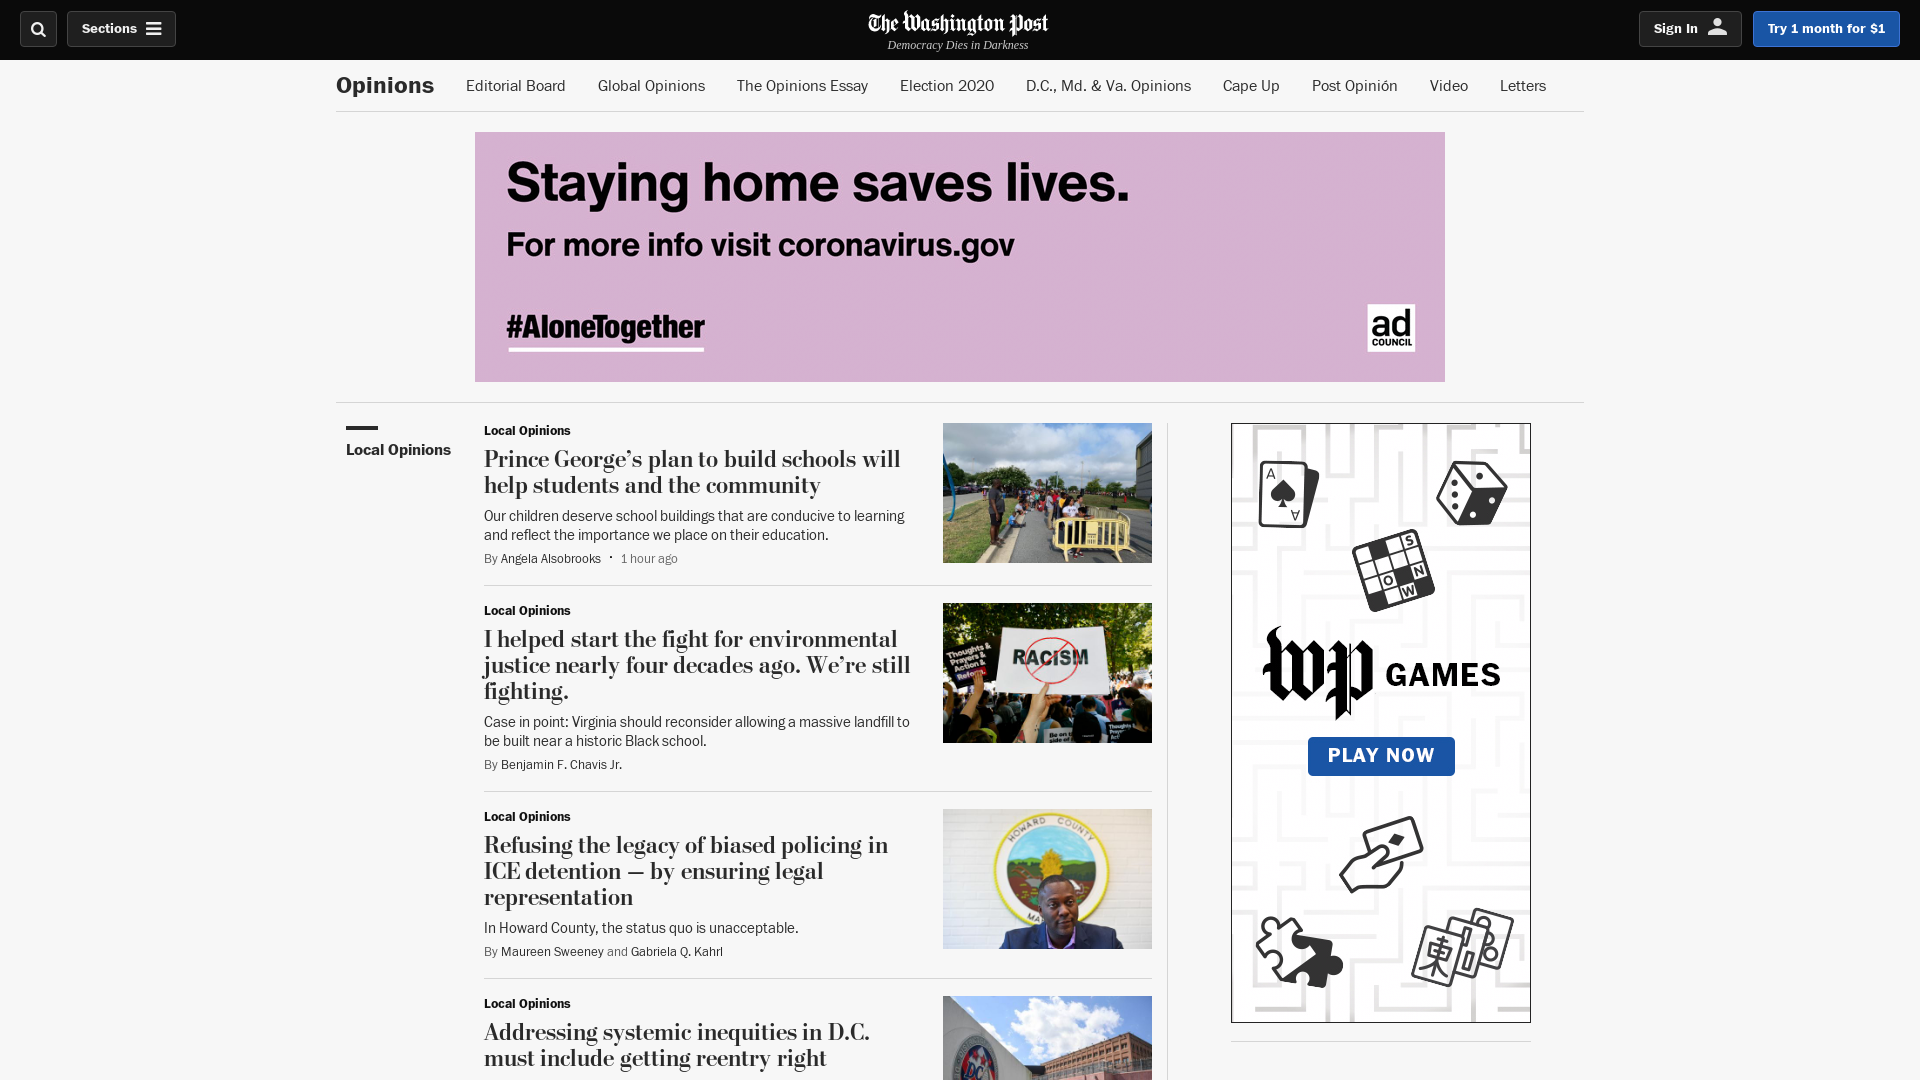 Sections
The Washington Post
Democracy Dies in Darkness
Sign In
Try 1 month for $1
Opinions
Editorial Board
Global Opinions
The Opinions Essay
Election 2020
D.C., Md. & Va. Opinions
Cape Up
Post Opinión
Video
Letters
Staying home saves lives.
For more info visit coronavirus.gov
#AloneTogether
ad
COUNCIL
Local Opinions
Local Opinions
Prince George’s plan to build schools will
help students and the community
Our children deserve school buildings that are conducive to learning
and reflect the importance we place on their education.
By Angela Alsobrooks • 1 hour ago
Local Opinions
I helped start the fight for environmental
justice nearly four decades ago. We’re still
fighting.
Case in point: Virginia should reconsider allowing a massive landfill to
be built near a historic Black school.
By Benjamin F. Chavis Jr.
Thoughts &
Prayers &
Action &
Reform.
RACISM
Local Opinions
Refusing the legacy of biased policing in
ICE detention — by ensuring legal
representation
In Howard County, the status quo is unacceptable.
By Maureen Sweeney and Gabriela Q. Kahrl
HOWARD COUNTY
Local Opinions
Addressing systemic inequities in D.C.
must include getting reentry right
DC
A
A
S
O
N
W
wp GAMES
PLAY NOW
東